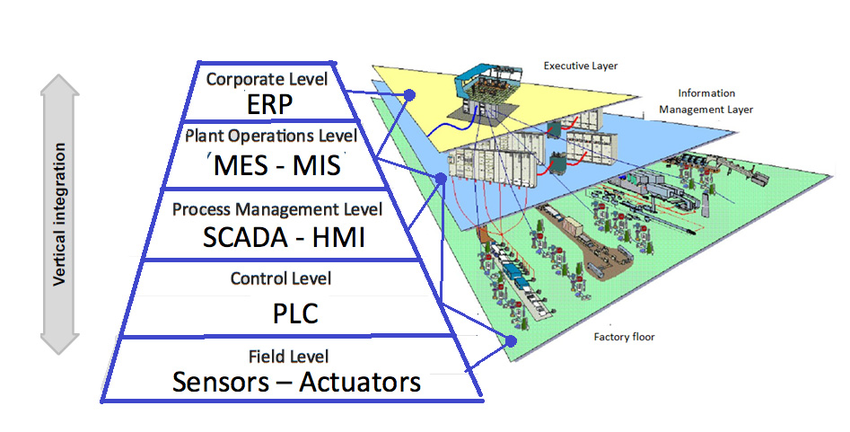 Vertical integration
Corporate Level
ERP
Plant Operations Level
MES - MIS
Process Management Level
SCADA - HMI
Control Level
PLC
Field Level
Sensors – Actuators
Executive Layer
Information
Management Layer
Factory floor